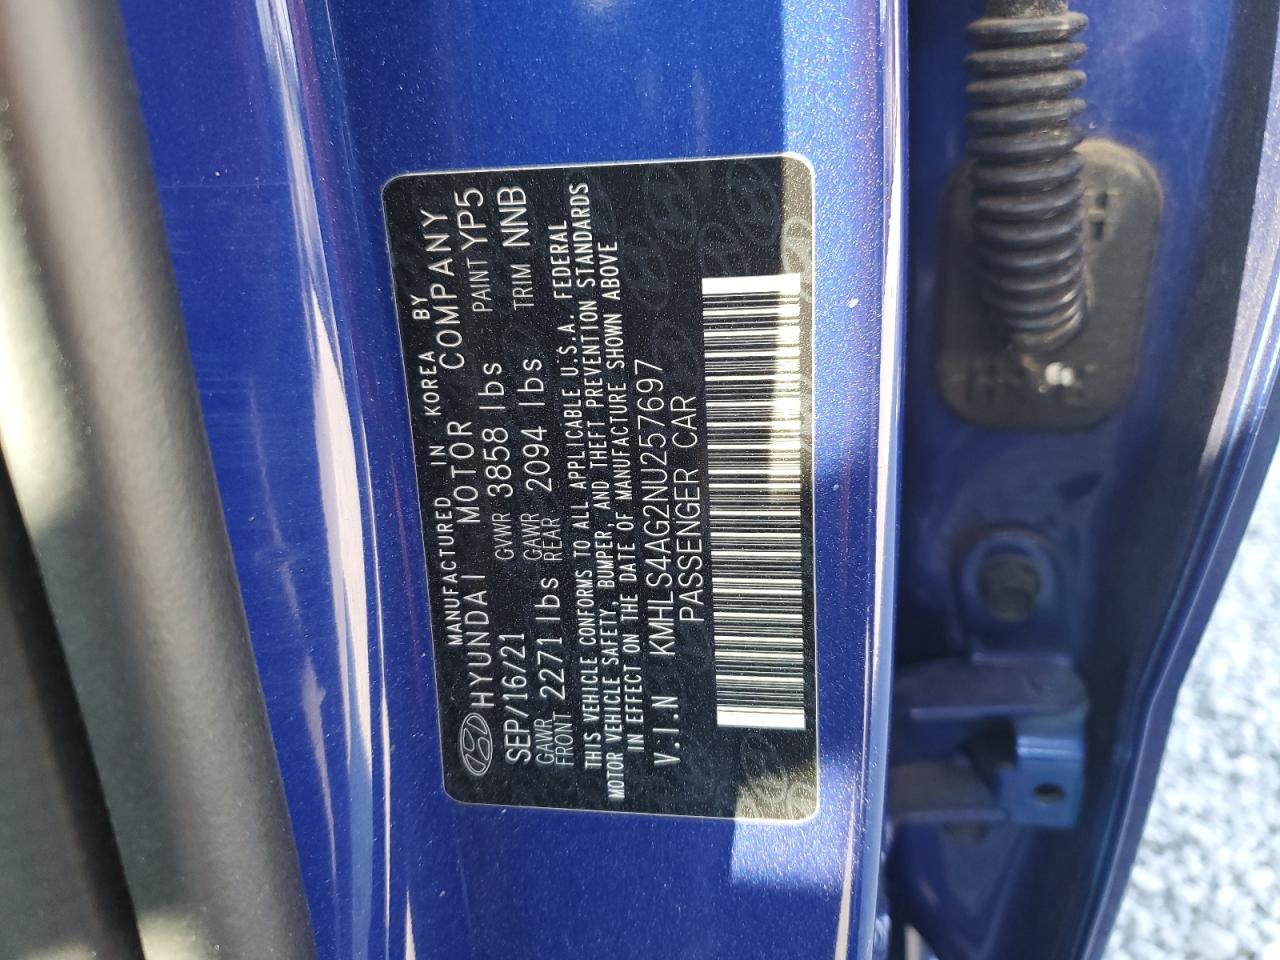 MANUFACTURED IN KOREA BY
HYUNDAI MOTOR COMPANY
SEP/16/21 GVWR 3858 lbs PAINT YP5
GAWR FRONT 2271 lbs GAWR REAR 2094 lbs TRIM NNB
THIS VEHICLE CONFORMS TO ALL APPLICABLE U.S.A. FEDERAL
MOTOR VEHICLE SAFETY, BUMPER, AND THEFT PREVENTION STANDARDS
IN EFFECT ON THE DATE OF MANUFACTURE SHOWN ABOVE
V.I.N KMHLS4AG2NU257697
PASSENGER CAR